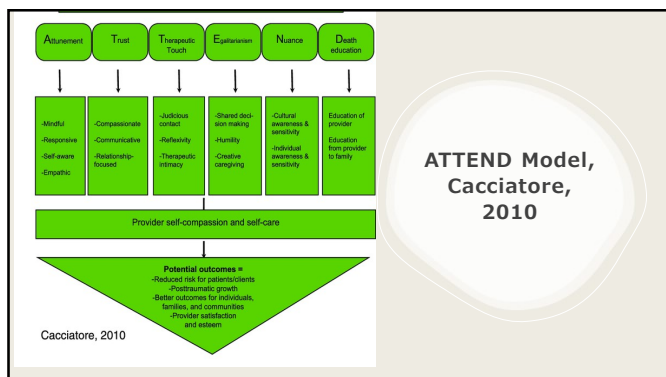 Attunement
Trust
Therapeutic
Touch
Egalitarianism
Nuance
Death
education
-Mindful
-Responsive
-Self-aware
-Empathic
-Compassionate
-Communicative
-Relationship-
focused
-Judicious
contact
-Reflexivity
-Therapeutic
intimacy
-Shared deci-
sion making
-Humility
-Creative
caregiving
-Cultural
awareness &
sensitivity
-Individual
awareness &
sensitivity
Education of
provider
Education
from provider
to family
Provider self-compassion and self-care
Potential outcomes =
-Reduced risk for patients/clients
-Posttraumatic growth
-Better outcomes for individuals,
families, and communities
-Provider satisfaction
and esteem
Cacciatore, 2010
ATTEND Model,
Cacciatore,
2010